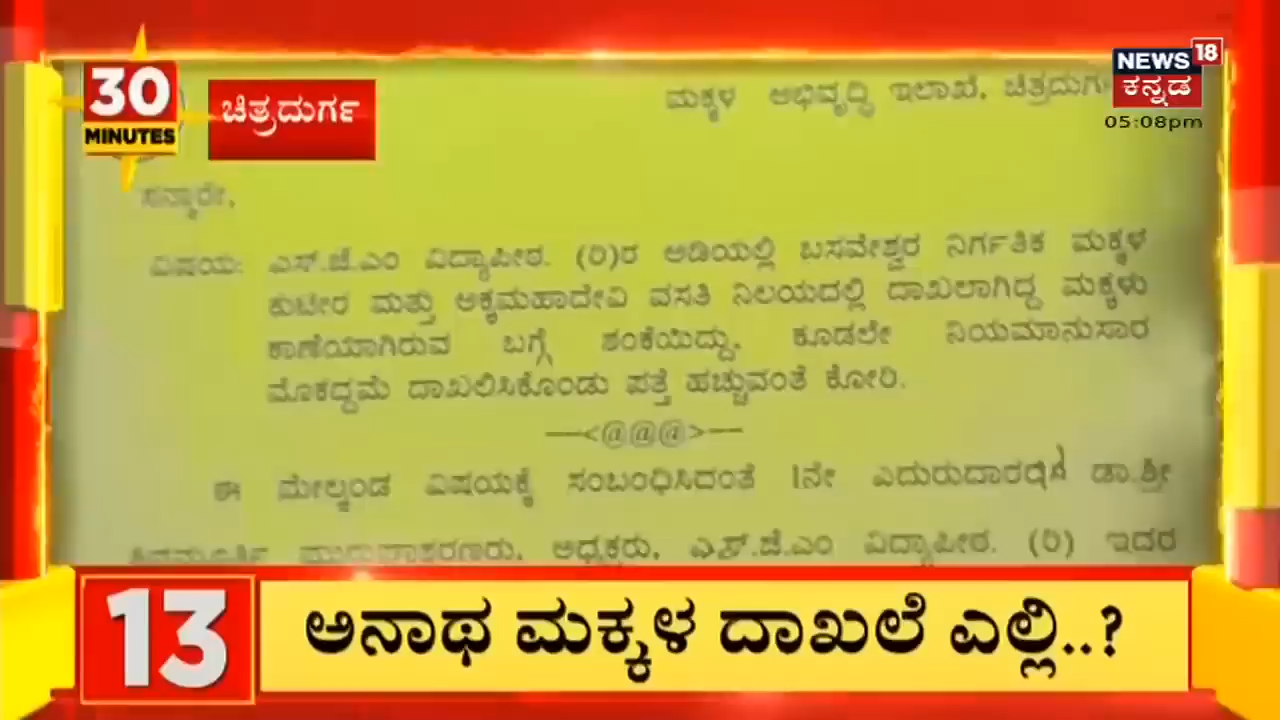 30
MINUTES
ಚಿತ್ರದುರ್ಗ
NEWS 18
ಕನ್ನಡ
05:08pm
ಮಕ್ಕಳ ಅಭಿವೃದ್ಧಿ ಇಲಾಖೆ, ಚಿತ್ರದುರ್ಗ
ಸನ್ಮಾರೇ,
ವಿಷಯ: ಎಸ್.ಜೆ.ಎಂ ವಿದ್ಯಾಪೀಠ. (ರಿ)ರ ಅಡಿಯಲ್ಲಿ ಬಸವೇಶ್ವರ ನಿರ್ಗತಿಕ ಮಕ್ಕಳ
ಕುಟೀರ ಮತ್ತು ಅಕ್ಕಮಹಾದೇವಿ ವಸತಿ ನಿಲಯದಲ್ಲಿ ದಾಖಲಾಗಿದ್ದ ಮಕ್ಕಳು
ಕಾಣೆಯಾಗಿರುವ ಬಗ್ಗೆ ಶಂಕೆಯಿದ್ದು, ಕೂಡಲೇ ನಿಯಮಾನುಸಾರ
ಮೊಕದ್ದಮೆ ದಾಖಲಿಸಿಕೊಂಡು ಪತ್ತೆ ಹಚ್ಚುವಂತೆ ಕೋರಿ.
—<@@@>—
ಈ ಮೇಲ್ಕಂಡ ವಿಷಯಕ್ಕೆ ಸಂಬಂಧಿಸಿದಂತೆ 1ನೇ ಡಾ.ಶ್ರೀ
ಅಧ್ಯಕ್ಷರು, ಎಸ್.ಜೆ.ಎಂ ವಿದ್ಯಾಪೀಠ. (ರಿ) ಇದರ
13
ಅನಾಥ ಮಕ್ಕಳ ದಾಖಲೆ ಎಲ್ಲಿ..?